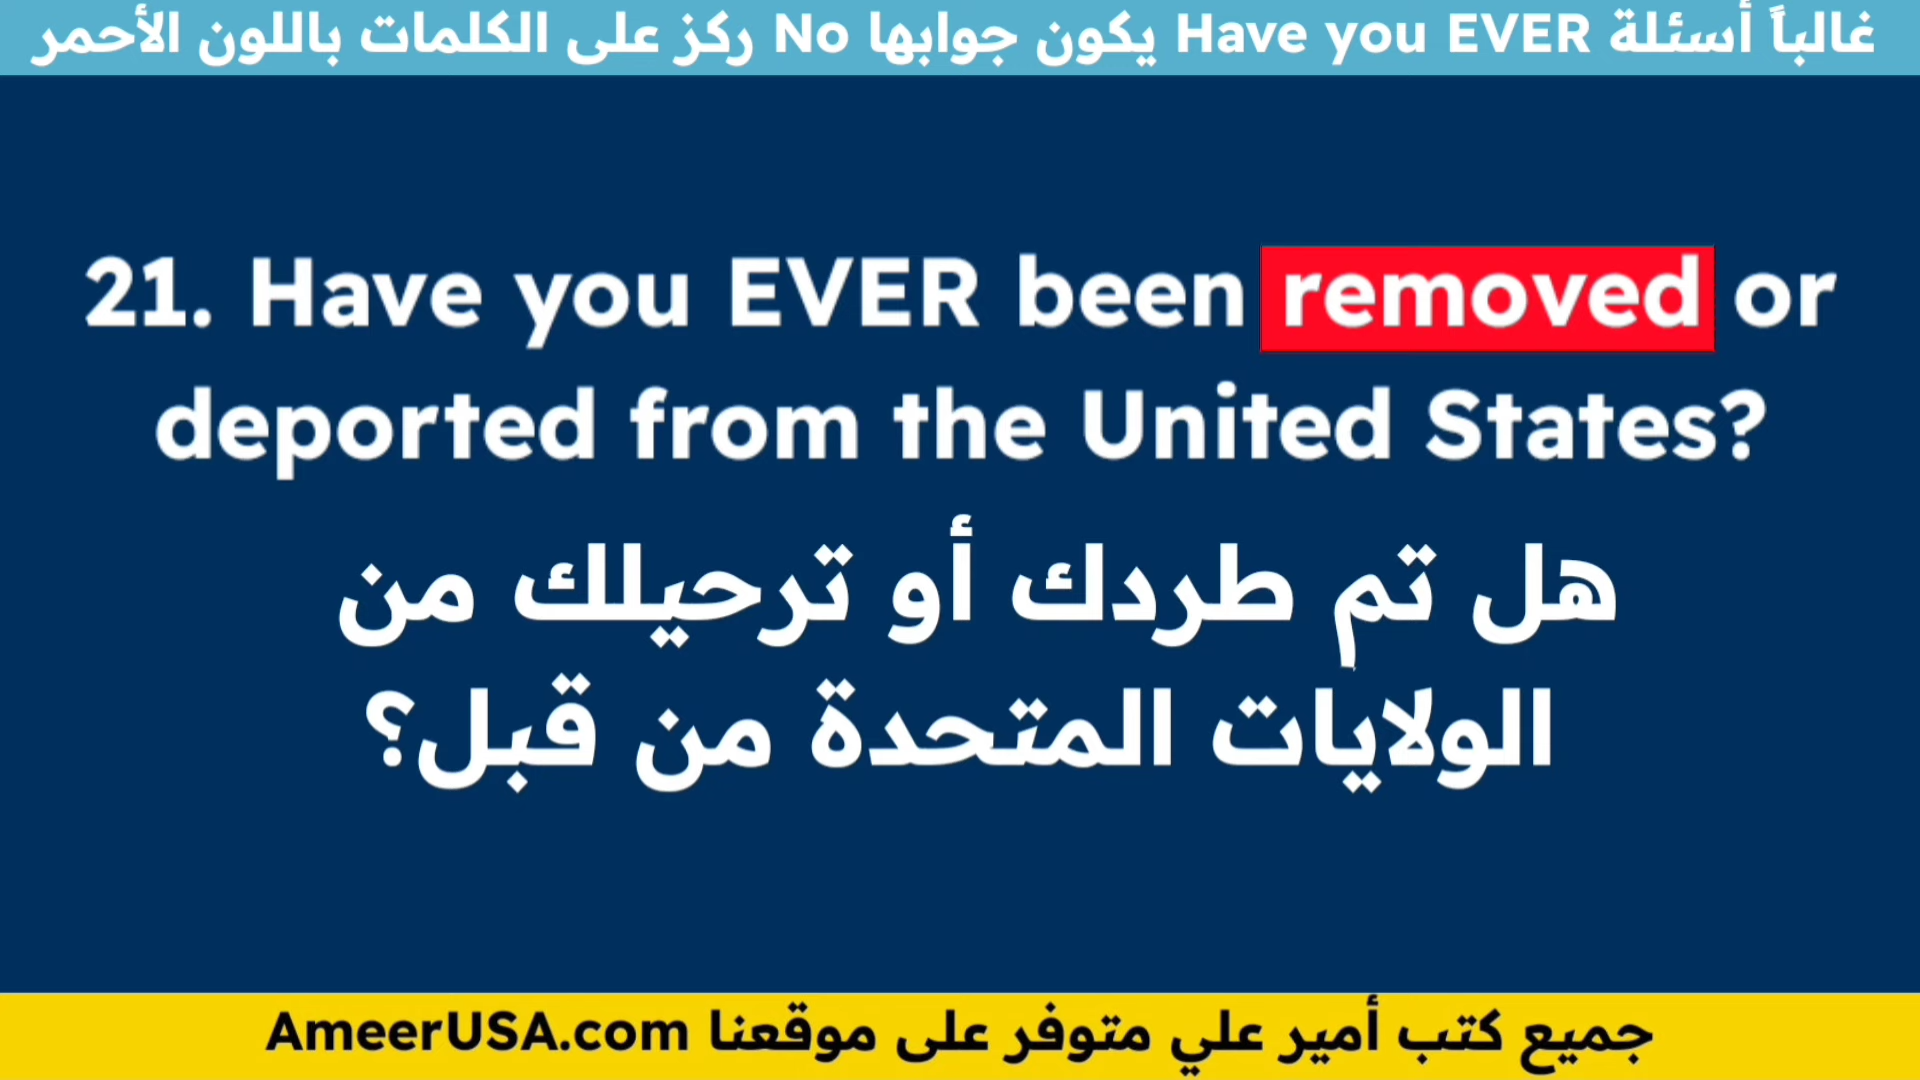 غالباً أسئلة Have you EVER يكون جوابها No ركز على الكلمات باللون الأحمر
21. Have you EVER been removed or
deported from the United States?
هل تم طردك أو ترحيلك من
الولايات المتحدة من قبل؟
جميع كتب أمير علي متوفر على موقعنا AmeerUSA.com